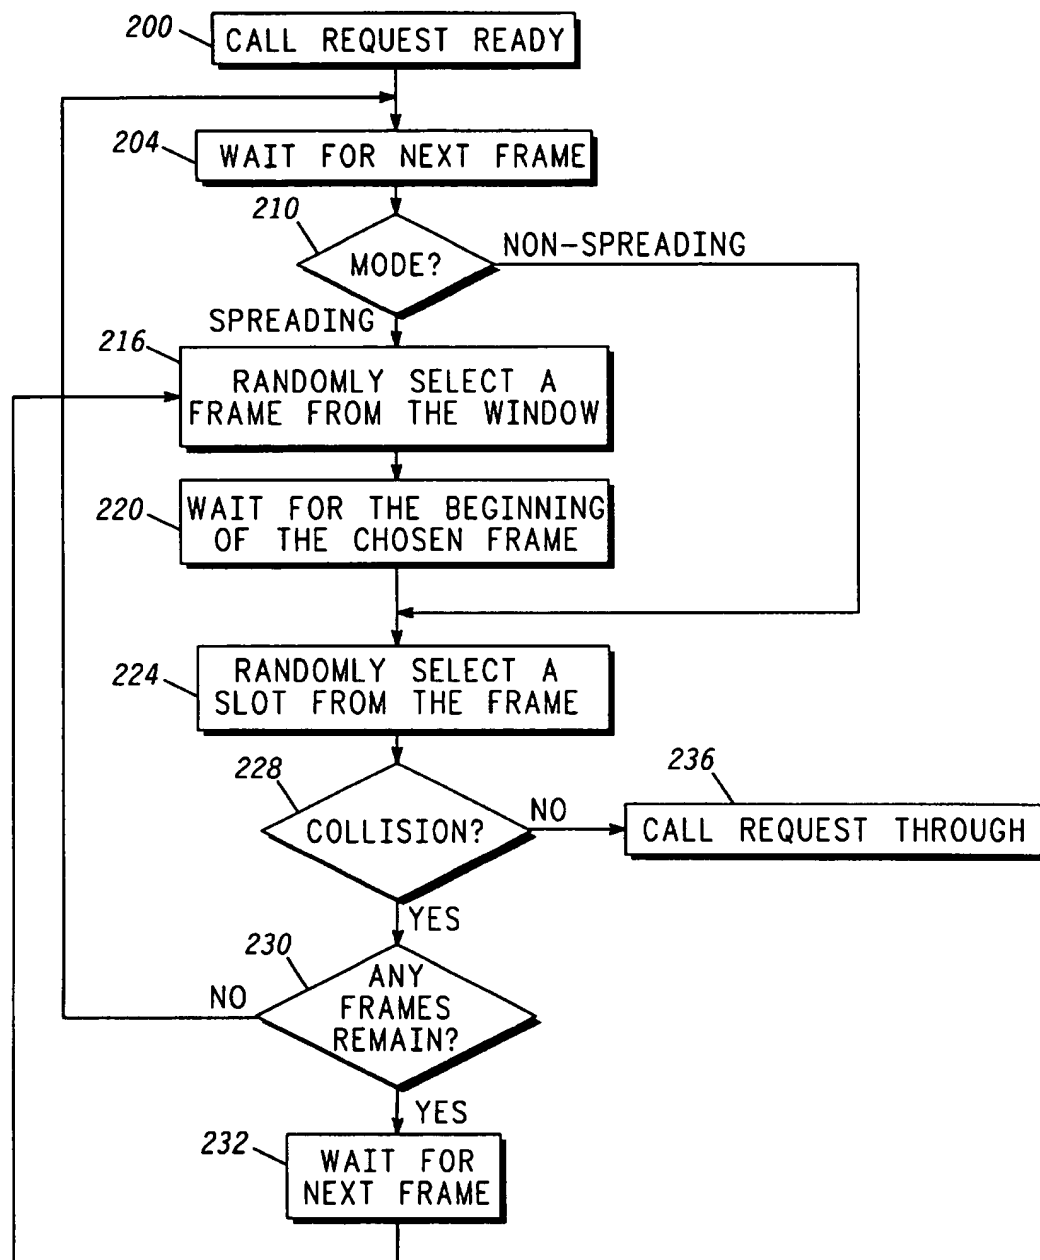 200
CALL REQUEST READY
204
WAIT FOR NEXT FRAME
210
MODE?
NON-SPREADING
SPREADING
216
RANDOMLY SELECT A
FRAME FROM THE WINDOW
220
WAIT FOR THE BEGINNING
OF THE CHOSEN FRAME
224
RANDOMLY SELECT A
SLOT FROM THE FRAME
228
COLLISION?
NO
236
CALL REQUEST THROUGH
YES
230
ANY
FRAMES
REMAIN?
NO
YES
232
WAIT FOR
NEXT FRAME